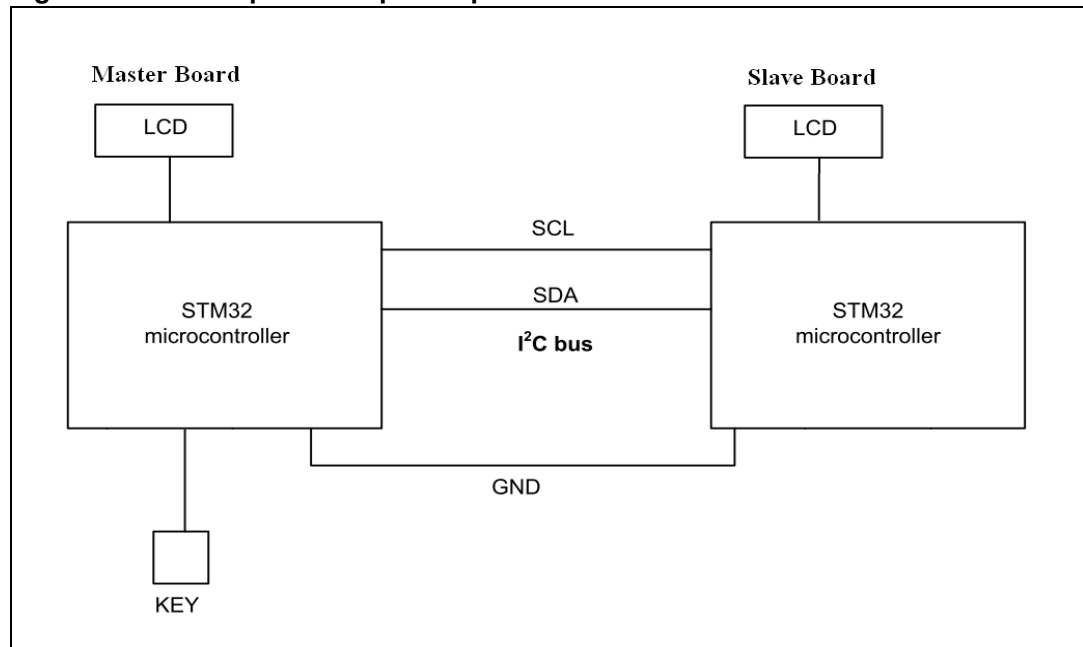 Master Board
Slave Board
LCD
LCD
SCL
STM32
microcontroller
SDA
I²C bus
STM32
microcontroller
GND
KEY